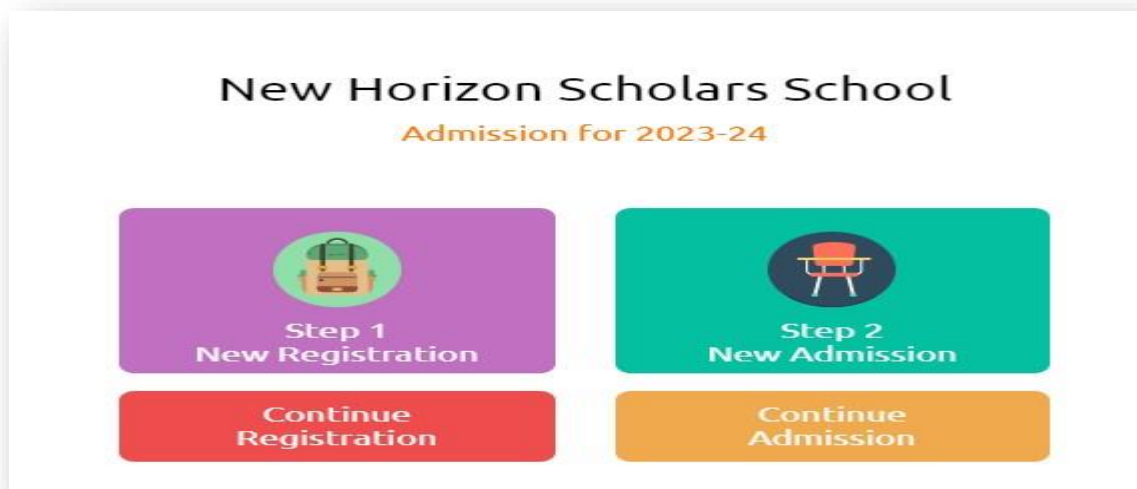 New Horizon Scholars School
Admission for 2023-24
Step 1
New Registration
Step 2
New Admission
Continue
Registration
Continue
Admission